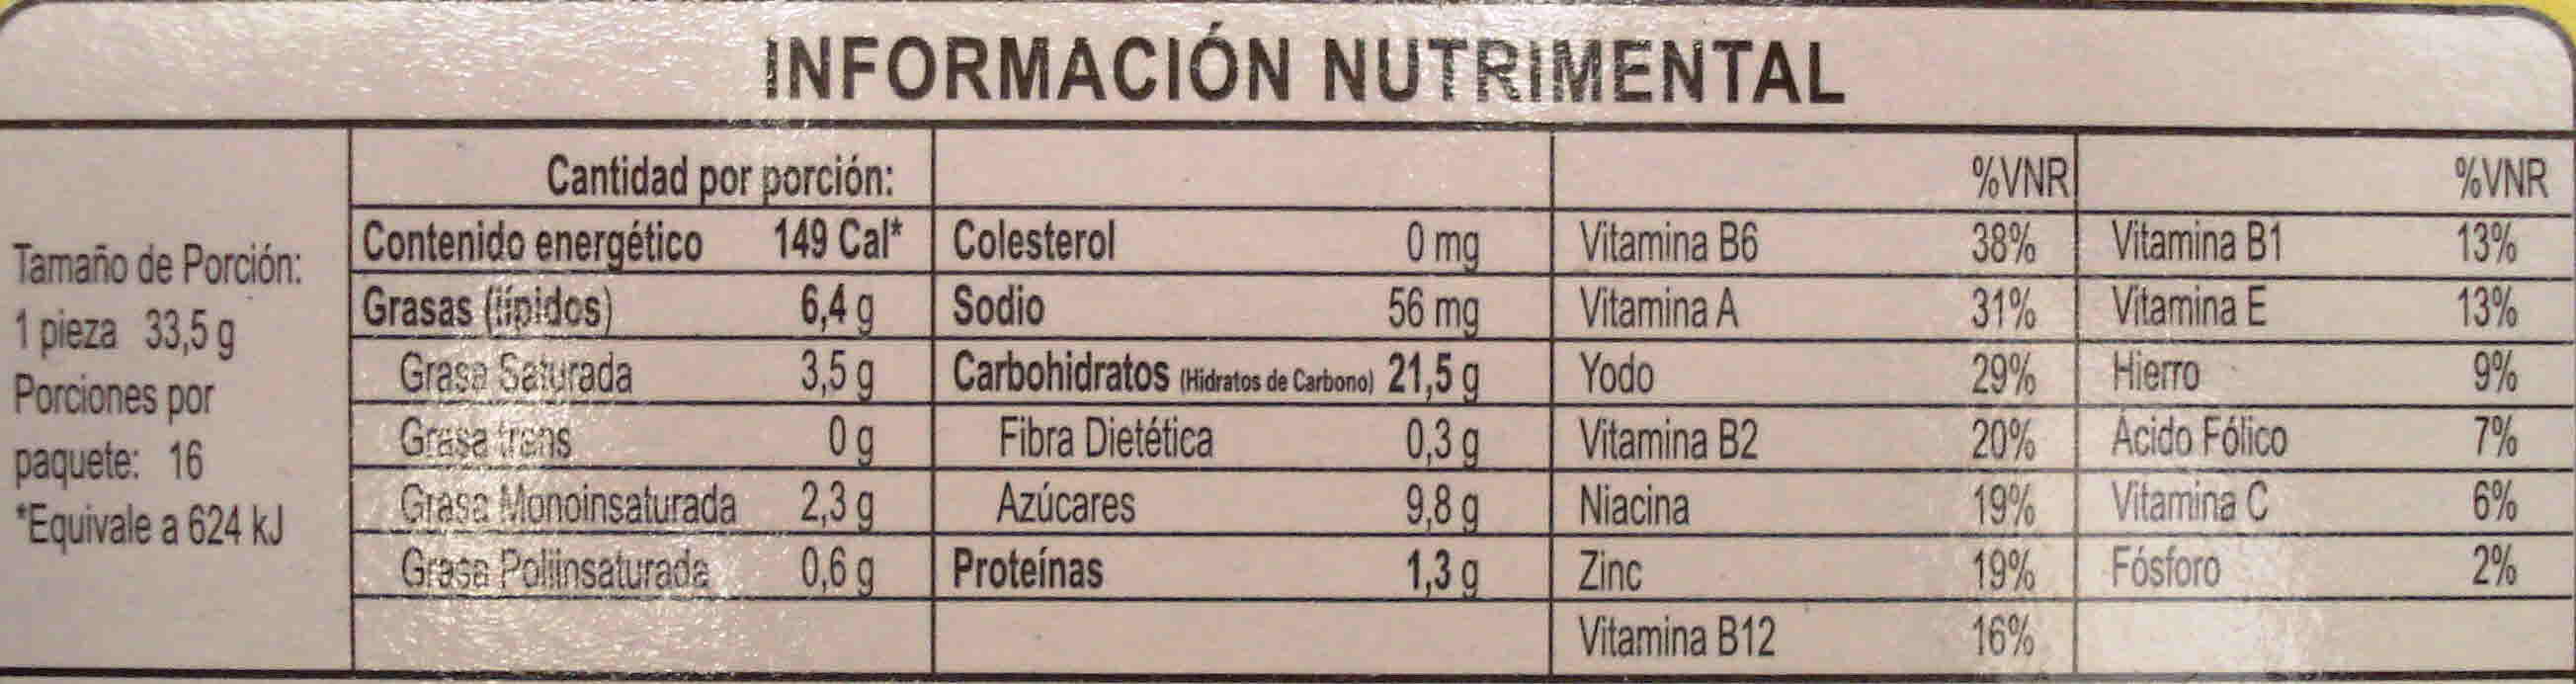 INFORMACIÓN NUTRIMENTAL
Tamaño de Porción:
1 pieza 33,5 g
Porciones por
paquete: 16
*Equivale a 624 kJ
Cantidad por porción:
Contenido energético 149 Cal*
Grasas (lípidos) 6,4 g
Grasa Saturada 3,5 g
Grasa trans 0 g
Grasa Monoinsaturada 2,3 g
Grasa Poliinsaturada 0,6 g
Colesterol 0 mg
Sodio 56 mg
Carbohidratos (Hidratos de Carbono) 21,5 g
Fibra Dietética 0,3 g
Azúcares 9,8 g
Proteínas 1,3 g
%VNR
Vitamina B6 38%
Vitamina A 31%
Yodo 29%
Vitamina B2 20%
Niacina 19%
Zinc 19%
Vitamina B12 16%
%VNR
Vitamina B1 13%
Vitamina E 13%
Hierro 9%
Ácido Fólico 7%
Vitamina C 6%
Fósforo 2%